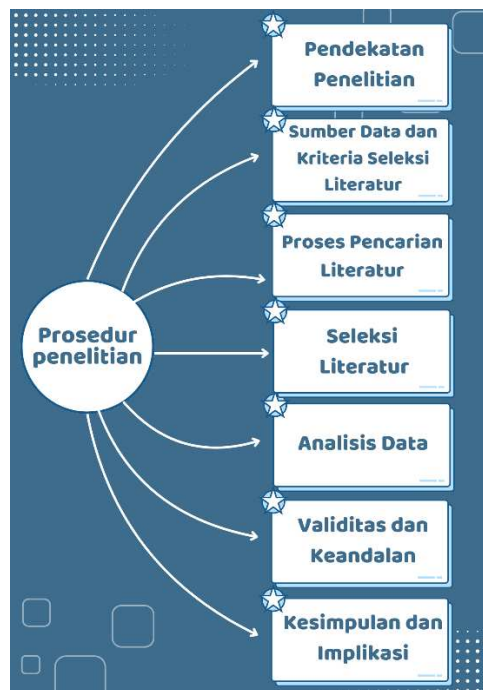 Pendekatan
Penelitian
Sumber Data dan
Kriteria Seleksi
Literatur
Proses Pencarian
Literatur
Prosedur
penelitian
Seleksi
Literatur
Analisis Data
Validitas dan
Keandalan
Kesimpulan dan
Implikasi